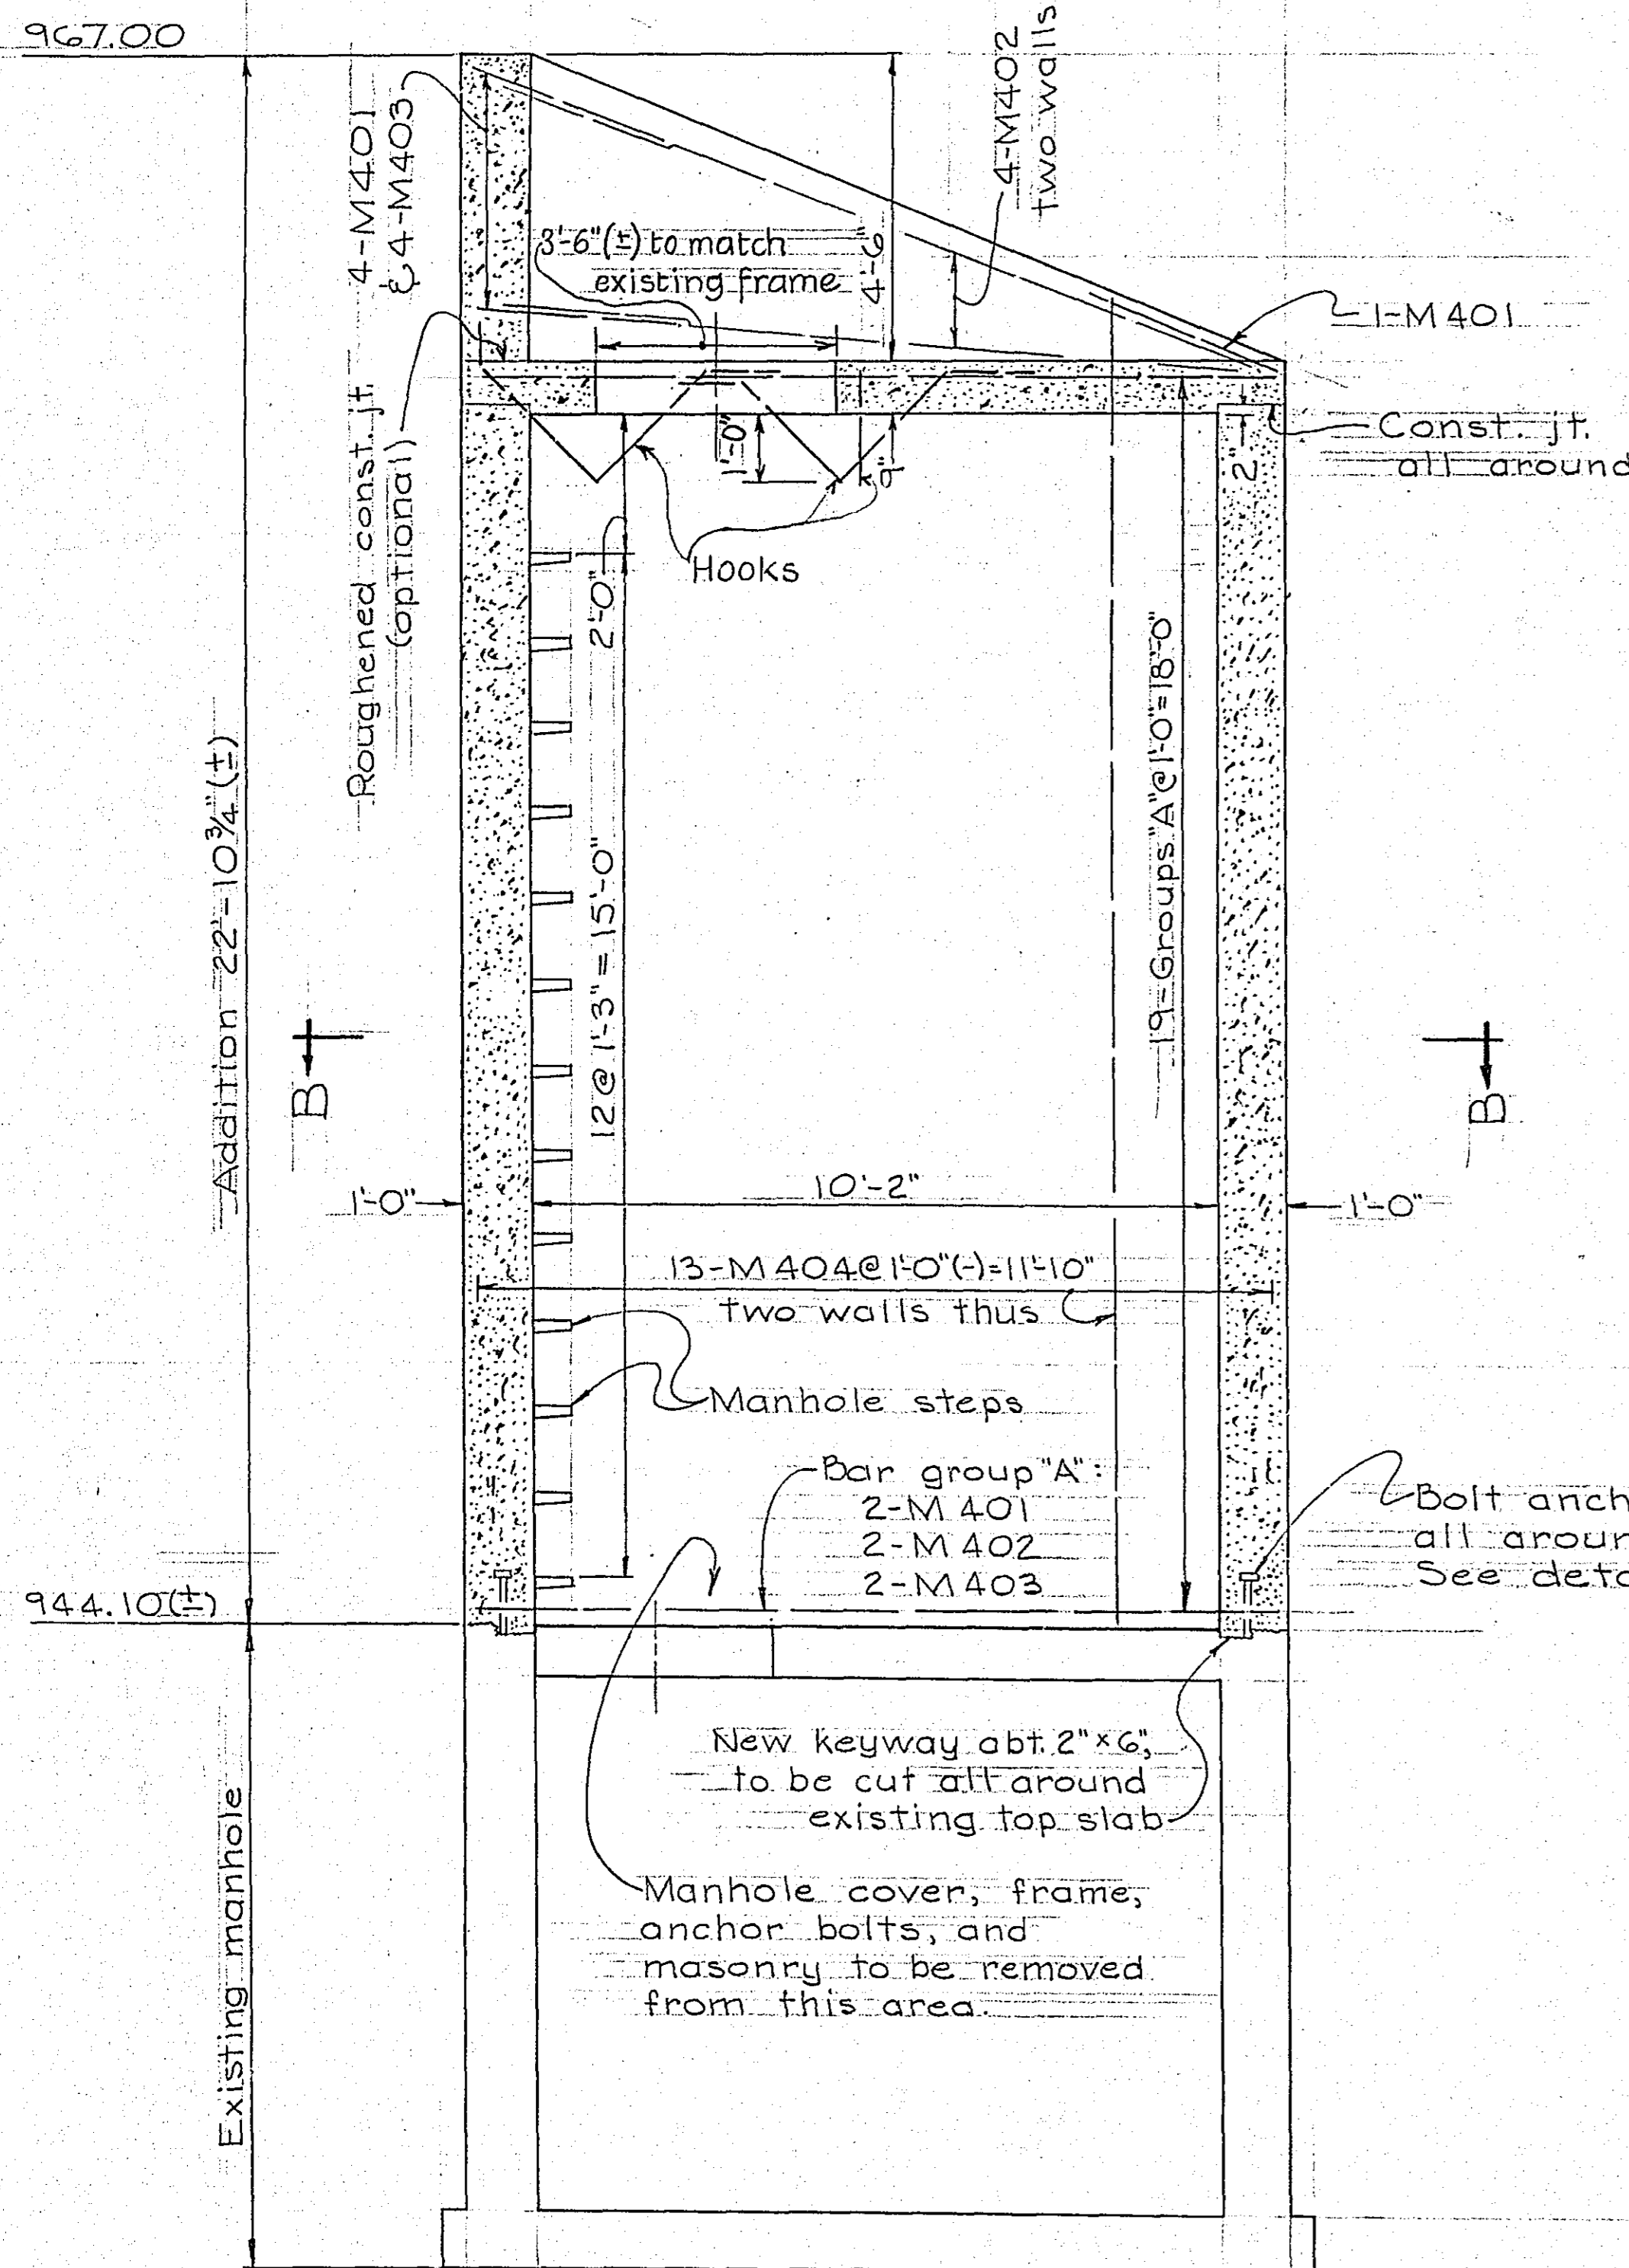 967.00
4-M401
& 4-M403
4-M402
two walls
3'-6"(±) to match
existing frame
4'-6"
1-M401
Roughened const. jt.
(optional)
Const. jt.
all around
1'-0"
9"
2"
Hooks
2'-0"
Addition 22'-10¾"(±)
12@1'-3"=15'-0"
19-Groups"A"@1'-0"=18'-0"
B
B
1'-0"
10'-2"
1'-0"
13-M404@1'-0"(-)=11'-10"
two walls thus
Manhole steps
Bar group "A":
2-M401
2-M402
2-M403
Bolt anch
all arour
See deta
944.10(±)
New keyway abt. 2"×6",
to be cut all around
existing top slab
Manhole cover, frame,
anchor bolts, and
masonry to be removed
from this area.
Existing manhole